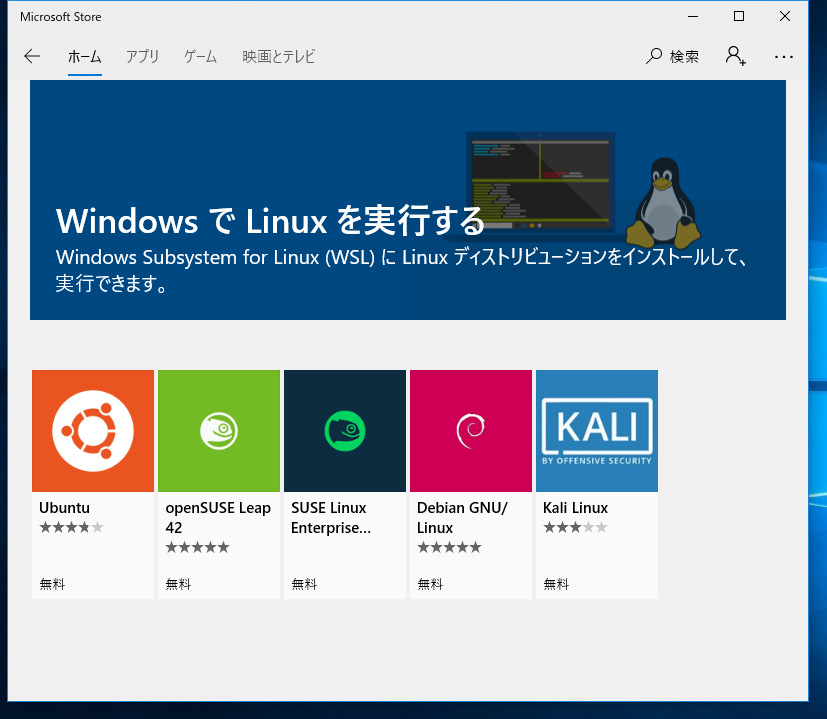 Microsoft Store
ホーム アプリ ゲーム 映画とテレビ 検索
Windows で Linux を実行する
Windows Subsystem for Linux (WSL) に Linux ディストリビューションをインストールして、
実行できます。
KALI
BY OFFENSIVE SECURITY
Ubuntu
無料
openSUSE Leap
42
無料
SUSE Linux
Enterprise...
無料
Debian GNU/
Linux
無料
Kali Linux
無料